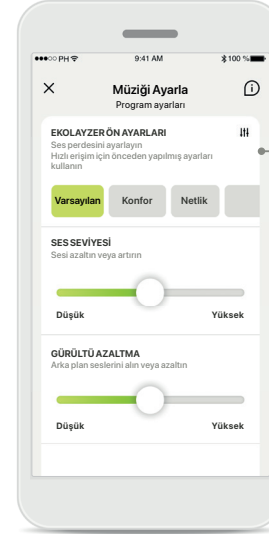 PH 9:41 AM 100 %
Müziği Ayarla
Program ayarları
EKOLAYZER ÖN AYARLARI
Ses perdesini ayarlayın
Hızlı erişim için önceden yapılmış ayarları
kullanın
Varsayılan Konfor Netlik
SES SEVİYESİ
Sesi azaltın veya artırın
Düşük Yüksek
GÜRÜLTÜ AZALTMA
Arka plan seslerini alın veya azaltın
Düşük Yüksek